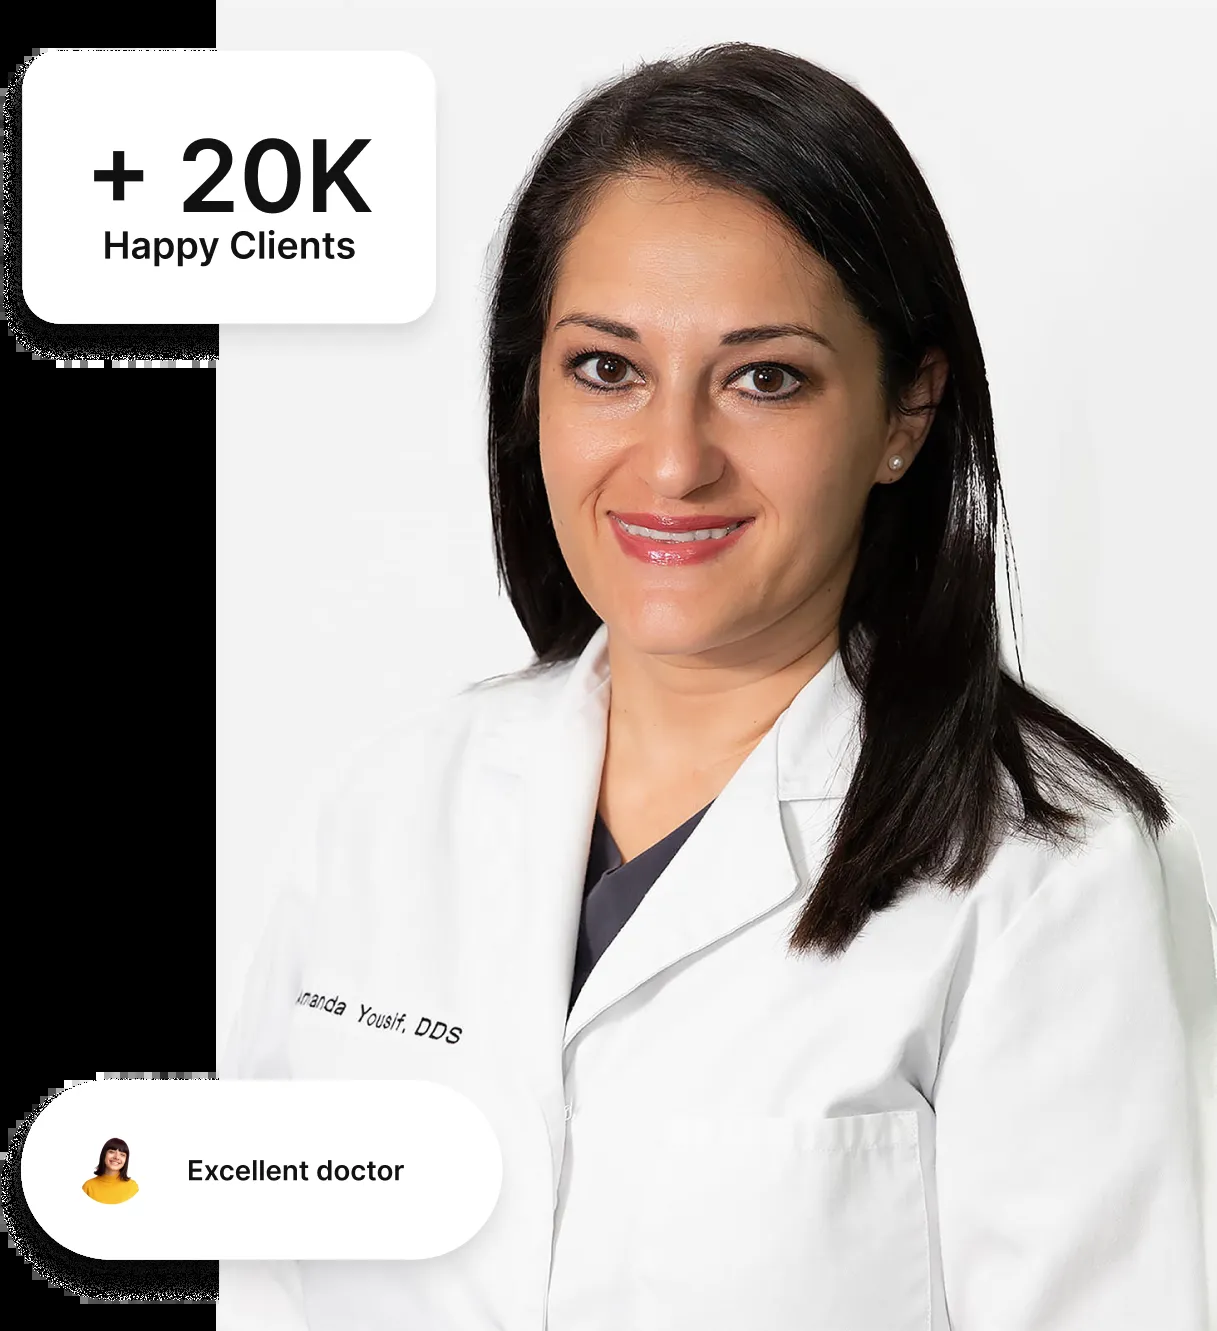 + 20K
Happy Clients
Amanda Yousif, DDS
Excellent doctor